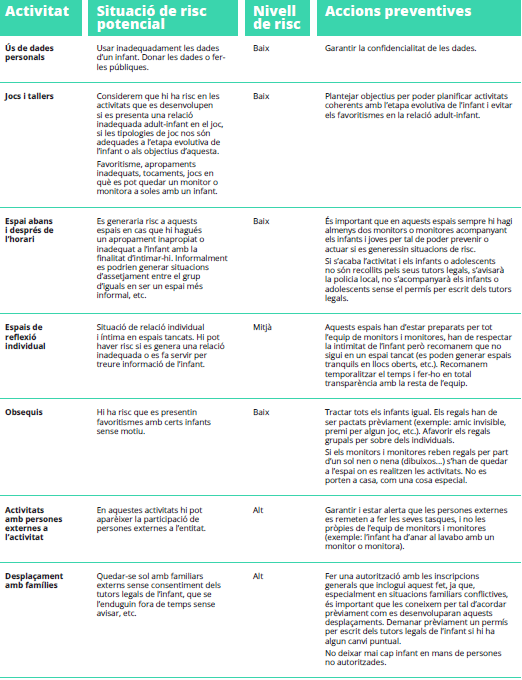 Activitat
Situació de risc
potencial
Nivell
de risc
Accions preventives
Ús de dades
personals
Usar inadequadament les dades
d'un infant. Donar les dades o fer-
les públiques.
Baix
Garantir la confidencialitat de les dades.
Jocs i tallers
Considerem que hi ha risc en les
activitats que es desenvolupen
si es presenta una relació
inadequada adult-infant en el joc,
si les tipologies de joc nos són
adequades a l'etapa evolutiva de
l'infant o als objectius d'aquesta.
Favoritisme, apropaments
inadequats, tocaments, jocs en
què es pot quedar un monitor o
monitora a soles amb un infant.
Baix
Plantejar objectius per poder planificar activitats
coherents amb l'etapa evolutiva de l'infant i evitar
els favoritismes en la relació adult-infant.
Espai abans
i després de
l'horari
Es generaria risc a aquests
espais en cas que hi hagués
un apropament inapropiat o
inadequat a l'infant amb la
finalitat d'intimar-hi. Informalment
es podrien generar situacions
d'assetjament entre el grup
d'iguals en ser un espai més
informal, etc.
Baix
És important que en aquests espais sempre hi hagi
almenys dos monitors o monitores acompanyant
els infants i joves per tal de poder prevenir o
actuar si es generessin situacions de risc.
Si s'acaba l'activitat i els infants o adolescents
no són recollits pels seus tutors legals, s'avisarà
la policia local, no s'acompanyarà els infants o
adolescents sense el permís per escrit dels tutors
legals.
Espais de
reflexió
individual
Situació de relació individual
i íntima en espais tancats. Hi pot
haver risc si es genera una relació
inadequada o es fa servir per
treure informació de l'infant.
Mitjà
Aquests espais han d'estar preparats per tot
l'equip de monitors i monitores, han de respectar
la intimitat de l'infant però recomanem que no
sigui en un espai tancat (es poden generar espais
tranquils en llocs oberts, etc.). Recomanem
temporalitzar el temps i fer-ho en total
transparència amb la resta de l'equip.
Obsequis
Hi ha risc que es presentin
favoritismes amb certs infants
sense motiu.
Baix
Tractar tots els infants igual. Els regals han de
ser pactats prèviament (exemple: amic invisible,
premi per algun joc, etc.). Afavorir els regals
grupals per sobre dels individuals.
Si els monitors i monitores reben regals per part
d'un sol nen o nena (dibuixos...) s'han de quedar
a l'espai on es realitzen les activitats. No es
porten a casa, com una cosa especial.
Activitats
amb persones
externes a
l'activitat
En aquestes activitats hi pot
aparèixer la participació de
persones externes a l'entitat.
Alt
Garantir i estar alerta que les persones externes
es remeten a fer les seves tasques, i no les
pròpies de l'equip de monitors i monitores
(exemple: l'infant ha d'anar al lavabo amb un
monitor o monitora).
Desplaçament
amb famílies
Quedar-se sol amb familiars
externs sense consentiment dels
tutors legals de l'infant, que se
l'enduguin fora de temps sense
avisar, etc.
Alt
Fer una autorització amb les inscripcions
generals que inclogui aquest fet, ja que,
especialment en situacions familiars conflictives,
és important que les coneixem per tal d'acordar
prèviament com es desenvoluparan aquests
desplaçaments. Demanar prèviament un permís
per escrit dels tutors legals de l'infant si hi ha
algun canvi puntual.
No deixar mai cap infant en mans de persones
no autoritzades.